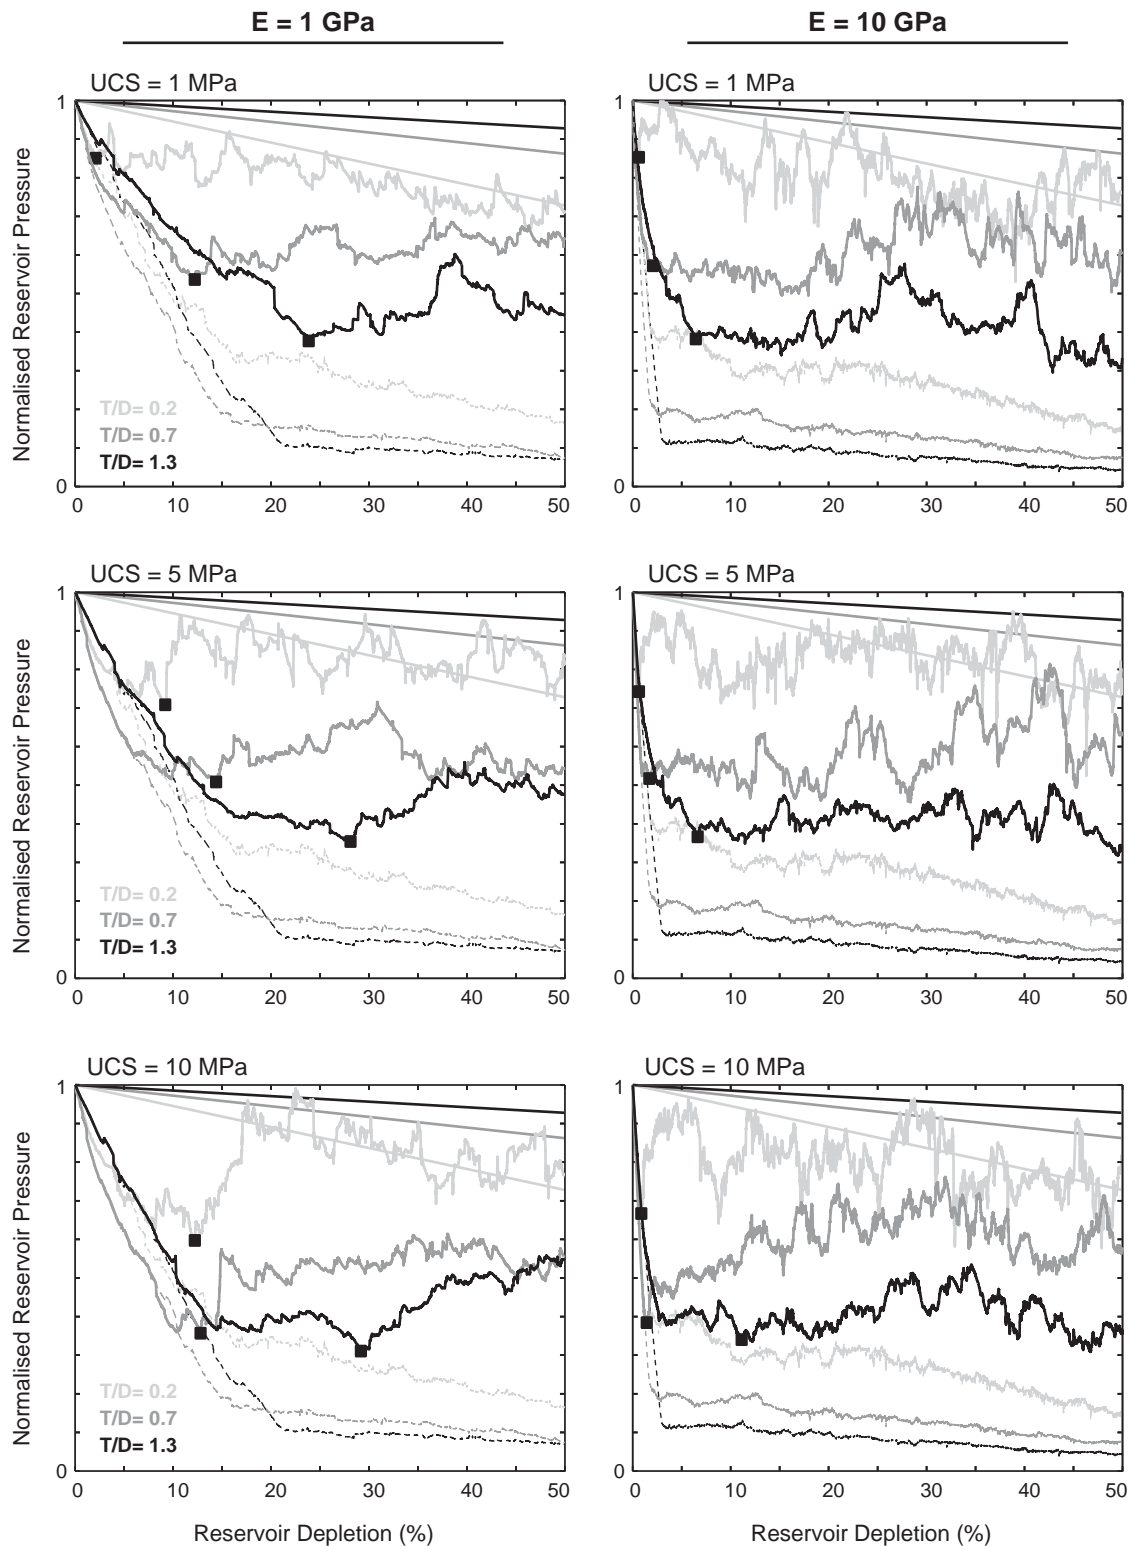 E = 1 GPa
E = 10 GPa
UCS = 1 MPa
1
Normalised Reservoir Pressure
T/D= 0.2
T/D= 0.7
T/D= 1.3
0
0 10 20 30 40 50
UCS = 1 MPa
1
0
0 10 20 30 40 50
UCS = 5 MPa
1
Normalised Reservoir Pressure
T/D= 0.2
T/D= 0.7
T/D= 1.3
0
0 10 20 30 40 50
UCS = 5 MPa
1
0
0 10 20 30 40 50
UCS = 10 MPa
1
Normalised Reservoir Pressure
T/D= 0.2
T/D= 0.7
T/D= 1.3
0
0 10 20 30 40 50
Reservoir Depletion (%)
UCS = 10 MPa
1
0
0 10 20 30 40 50
Reservoir Depletion (%)